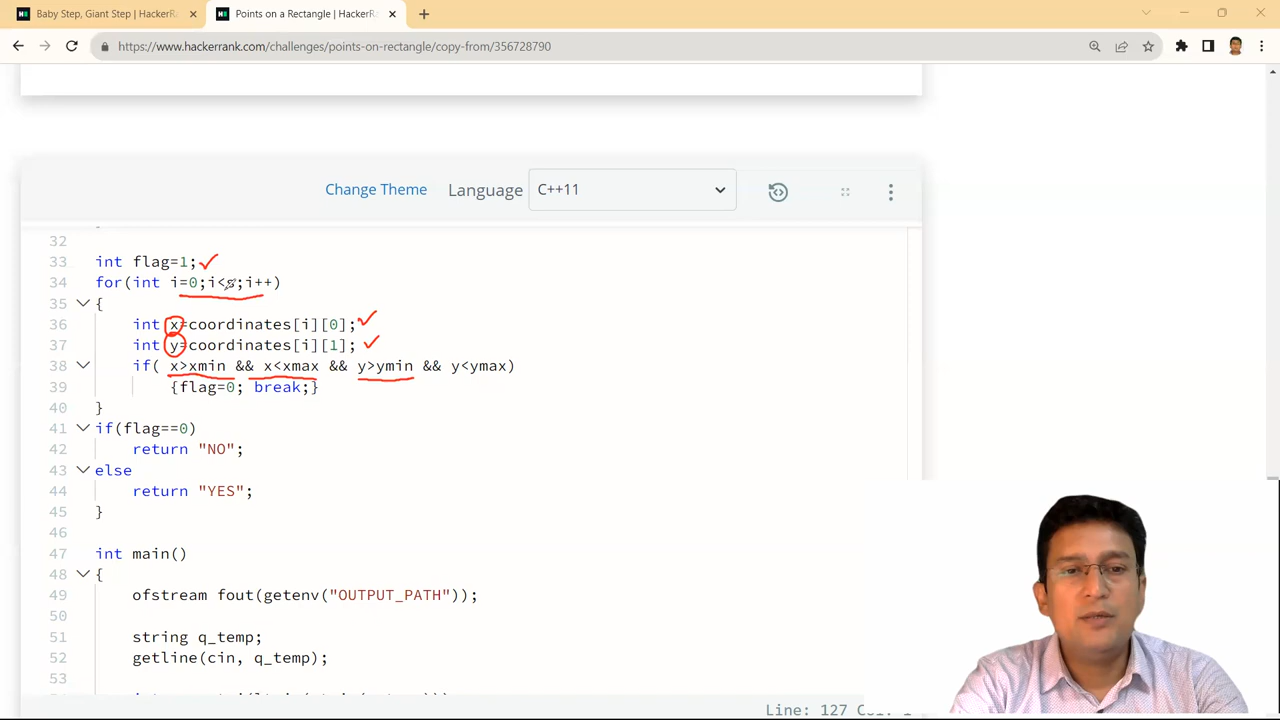 Baby Step, Giant Step | HackerRa
Points on a Rectangle | HackerRa
https://www.hackerrank.com/challenges/points-on-rectangle/copy-from/356728790
Change Theme
Language
C++11
32
33 int flag=1;
34 for(int i=0;i<s;i++)
35 {
36 int x=coordinates[i][0];
37 int y=coordinates[i][1];
38 if( x>xmin && x<xmax && y>ymin && y<ymax)
39 {flag=0; break;}
40 }
41 if(flag==0)
42 return "NO";
43 else
44 return "YES";
45 }
46
47 int main()
48 {
49 ofstream fout(getenv("OUTPUT_PATH"));
50
51 string q_temp;
52 getline(cin, q_temp);
53
Line: 127